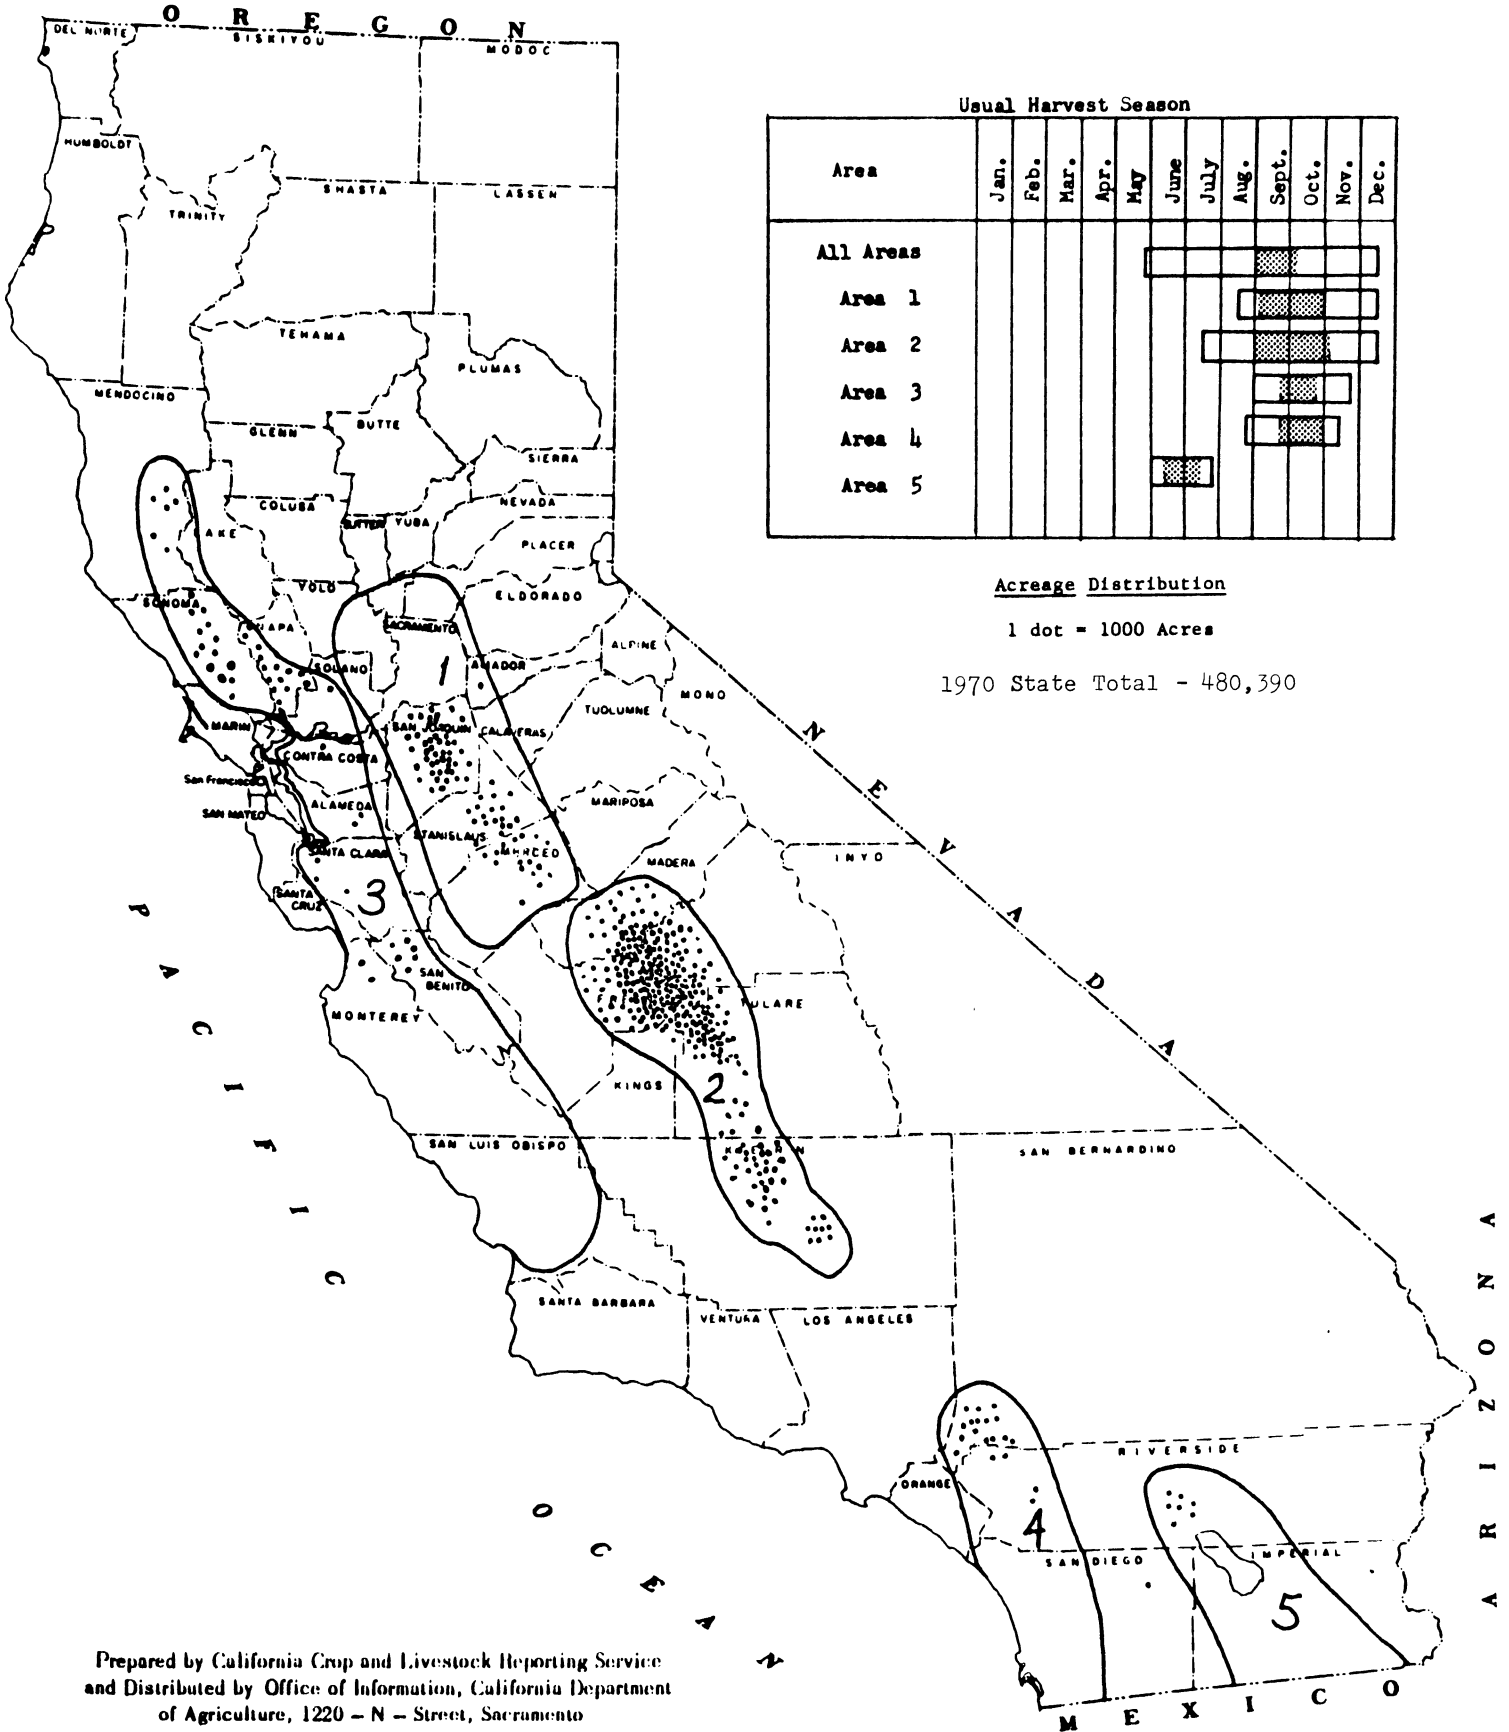 O R E G O N
DEL NORTE
SISKIYOU
MODOC
Usual Harvest Season
Area
Jan.
Feb.
Mar.
Apr.
May
June
July
Aug.
Sept.
Oct.
Nov.
Dec.
HUMBOLDT
TRINITY
SHASTA
LASSEN
All Areas
Area 1
Area 2
Area 3
Area 4
Area 5
TEHAMA
PLUMAS
MENDOCINO
GLENN
BUTTE
SIERRA
COLUSA
SUTTER
YUBA
NEVADA
AKE
PLACER
YOLO
ELDORADO
SONOMA
NAPA
SACRAMENTO
Acreage Distribution
1 dot = 1000 Acres
1970 State Total - 480,390
SOLANO
1
AMADOR
ALPINE
MONO
MARIN
SAN JOAQUIN
CALAVERAS
TUOLUMNE
CONTRA COSTA
San Francisco
ALAMEDA
SAN MATEO
STANISLAUS
MARIPOSA
SANTA CLARA
MERCED
MADERA
INYO
SANTA
CRUZ
3
SAN
BENITO
MONTEREY
TULARE
KINGS
2
SAN LUIS OBISPO
KERN
SAN BERNARDINO
N E V A D A
P A C I F I C
O C E A N
SANTA BARBARA
VENTURA
LOS ANGELES
A R I Z O N A
RIVERSIDE
ORANGE
4
SAN DIEGO
IMPERIAL
5
M E X I C O
Prepared by California Crop and Livestock Reporting Service
and Distributed by Office of Information, California Department
of Agriculture, 1220 – N – Street, Sacramento